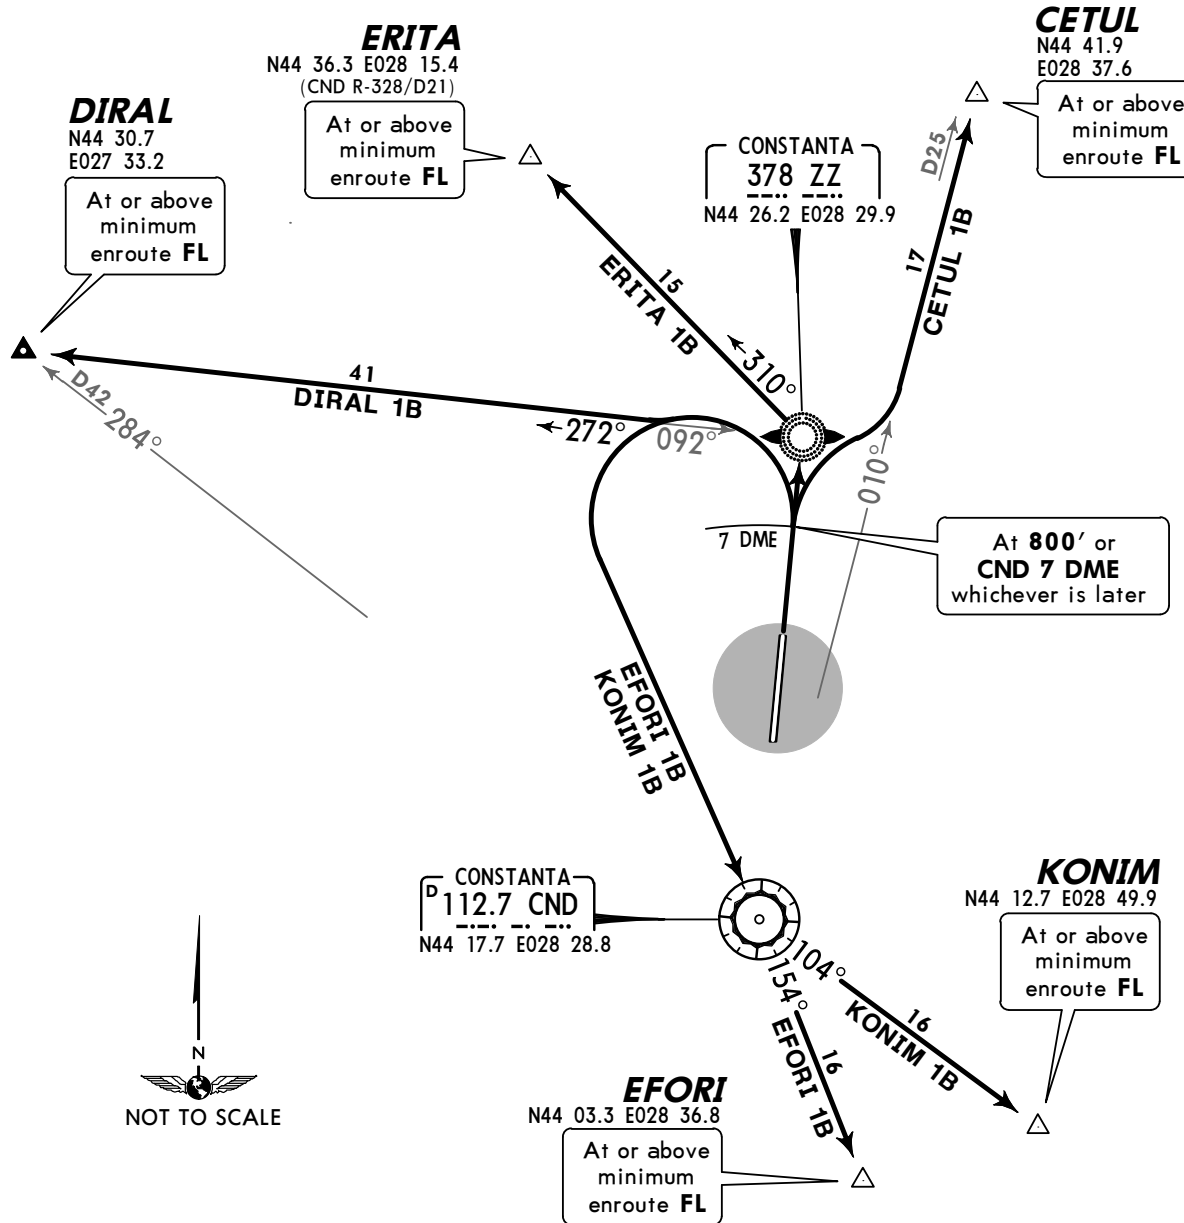 ERITA
N44 36.3 E028 15.4
(CND R-328/D21)
At or above
minimum
enroute FL
CETUL
N44 41.9
E028 37.6
At or above
minimum
enroute FL
DIRAL
N44 30.7
E027 33.2
At or above
minimum
enroute FL
CONSTANTA
378 ZZ
N44 26.2 E028 29.9
D25
17
CETUL 1B
15
ERITA 1B
310°
41
DIRAL 1B
D42
284°
272°
092°
010°
7 DME
At 800' or
CND 7 DME
whichever is later
EFORI 1B
KONIM 1B
CONSTANTA
D
112.7 CND
N44 17.7 E028 28.8
KONIM
N44 12.7 E028 49.9
At or above
minimum
enroute FL
104°
16
KONIM 1B
154°
16
EFORI 1B
N
NOT TO SCALE
EFORI
N44 03.3 E028 36.8
At or above
minimum
enroute FL